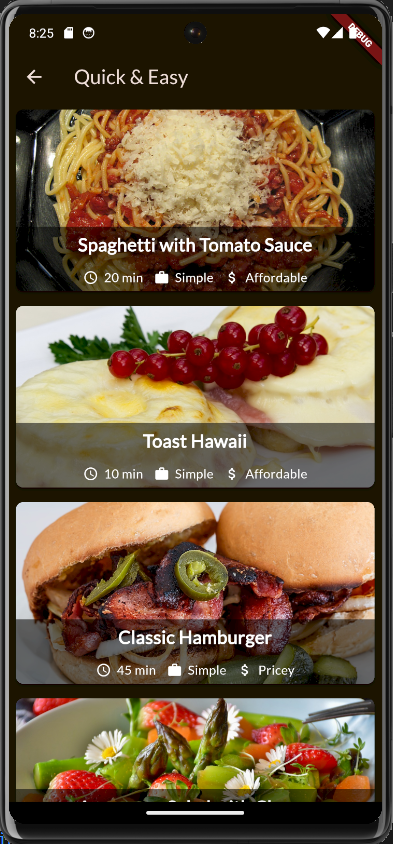 8:25
DEBUG
Quick & Easy
Spaghetti with Tomato Sauce
20 min Simple $ Affordable
Toast Hawaii
10 min Simple $ Affordable
Classic Hamburger
45 min Simple $ Pricey